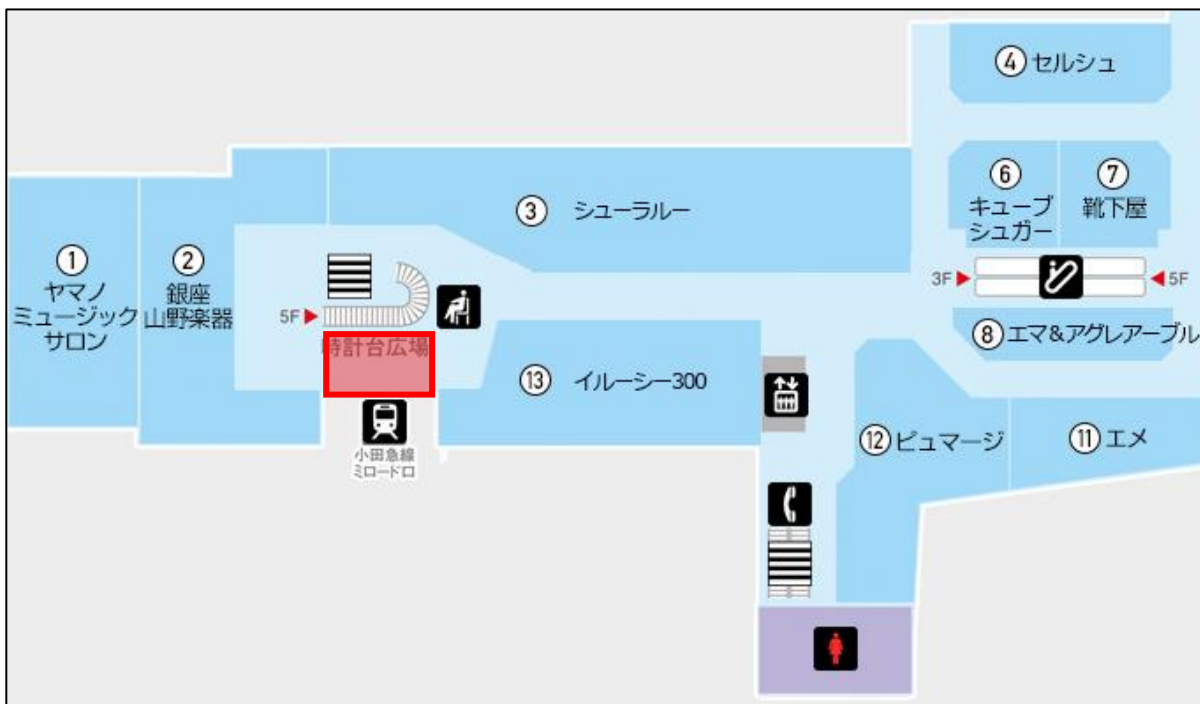 ④ セルシュ
③ シューラルー
⑥
キューブ
シュガー
⑦
靴下屋
①
ヤマノ
ミュージック
サロン
②
銀座
山野楽器
3F
5F
5F
時計台広場
⑧ エマ&アグレアーブル
⑬ イルーシー300
⑫ ピュマージ
⑪ エメ
小田急線
ミロード口